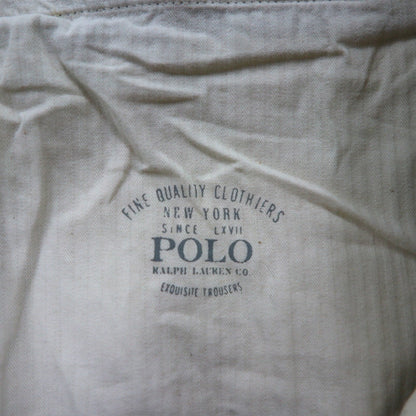 FINE QUALITY CLOTHIERS
NEW YORK
SINCE LXVII
POLO
RALPH LAUREN CO.
EXQUISITE TROUSERS